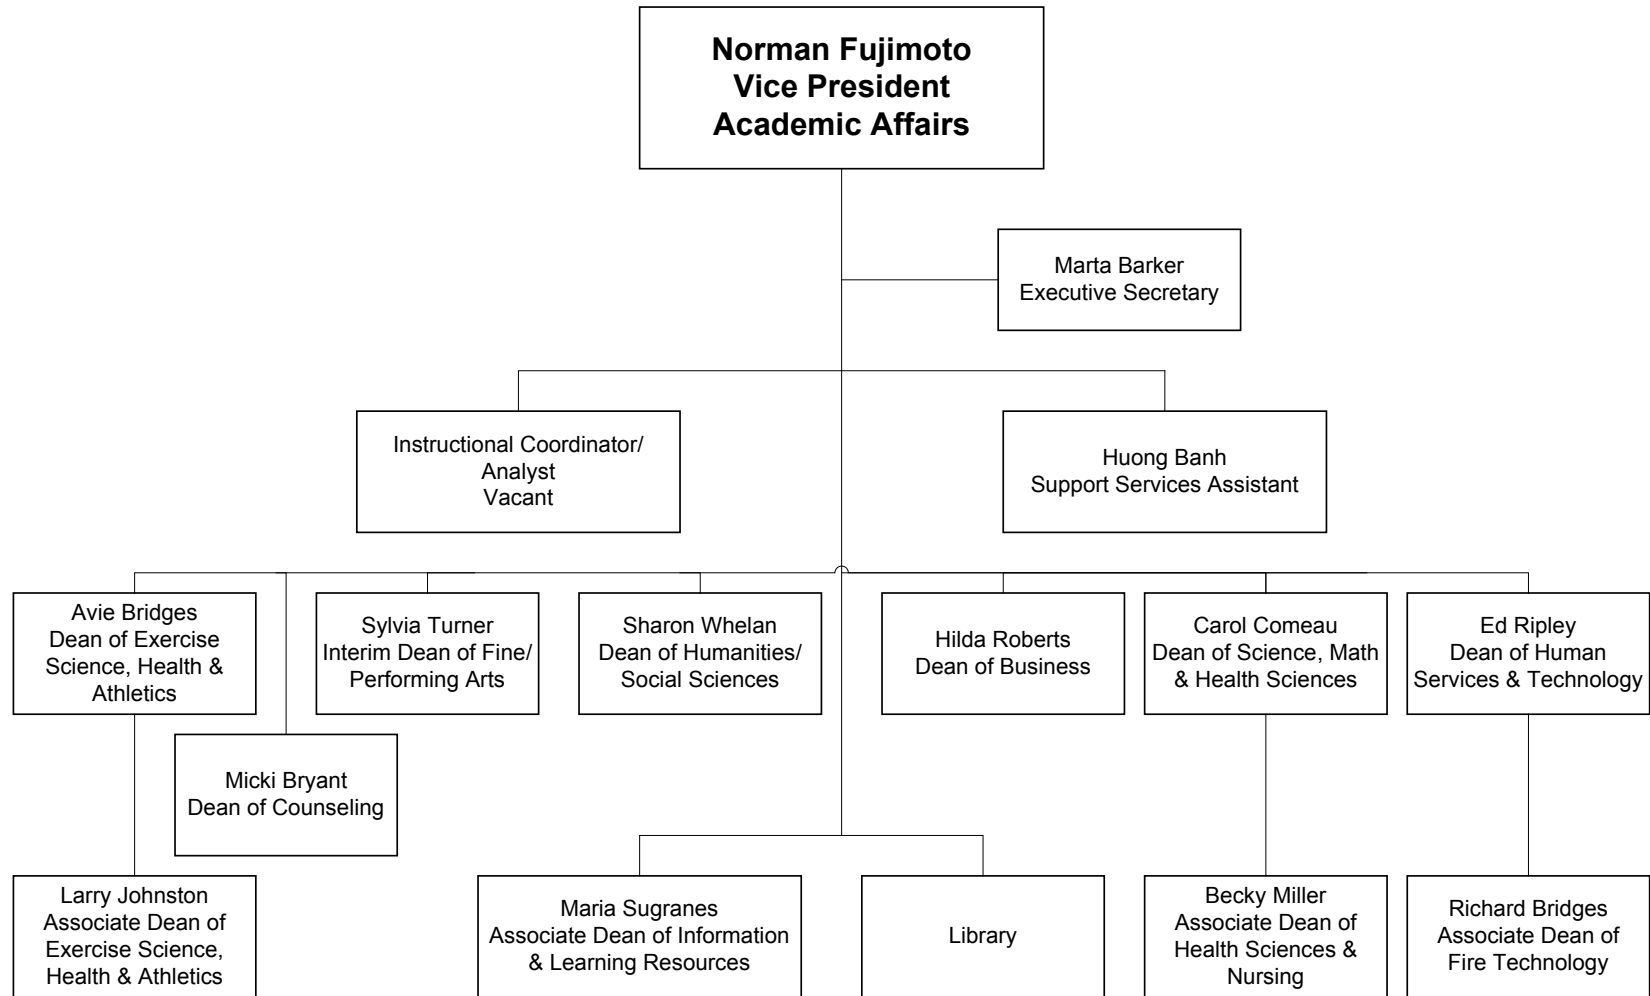 Norman Fujimoto
Vice President
Academic Affairs
Marta Barker
Executive Secretary
Instructional Coordinator/
Analyst
Vacant
Huong Banh
Support Services Assistant
Avie Bridges
Dean of Exercise
Science, Health &
Athletics
Sylvia Turner
Interim Dean of Fine/
Performing Arts
Sharon Whelan
Dean of Humanities/
Social Sciences
Hilda Roberts
Dean of Business
Carol Comeau
Dean of Science, Math
& Health Sciences
Ed Ripley
Dean of Human
Services & Technology
Micki Bryant
Dean of Counseling
Larry Johnston
Associate Dean of
Exercise Science,
Health & Athletics
Maria Sugranes
Associate Dean of Information
& Learning Resources
Library
Becky Miller
Associate Dean of
Health Sciences &
Nursing
Richard Bridges
Associate Dean of
Fire Technology